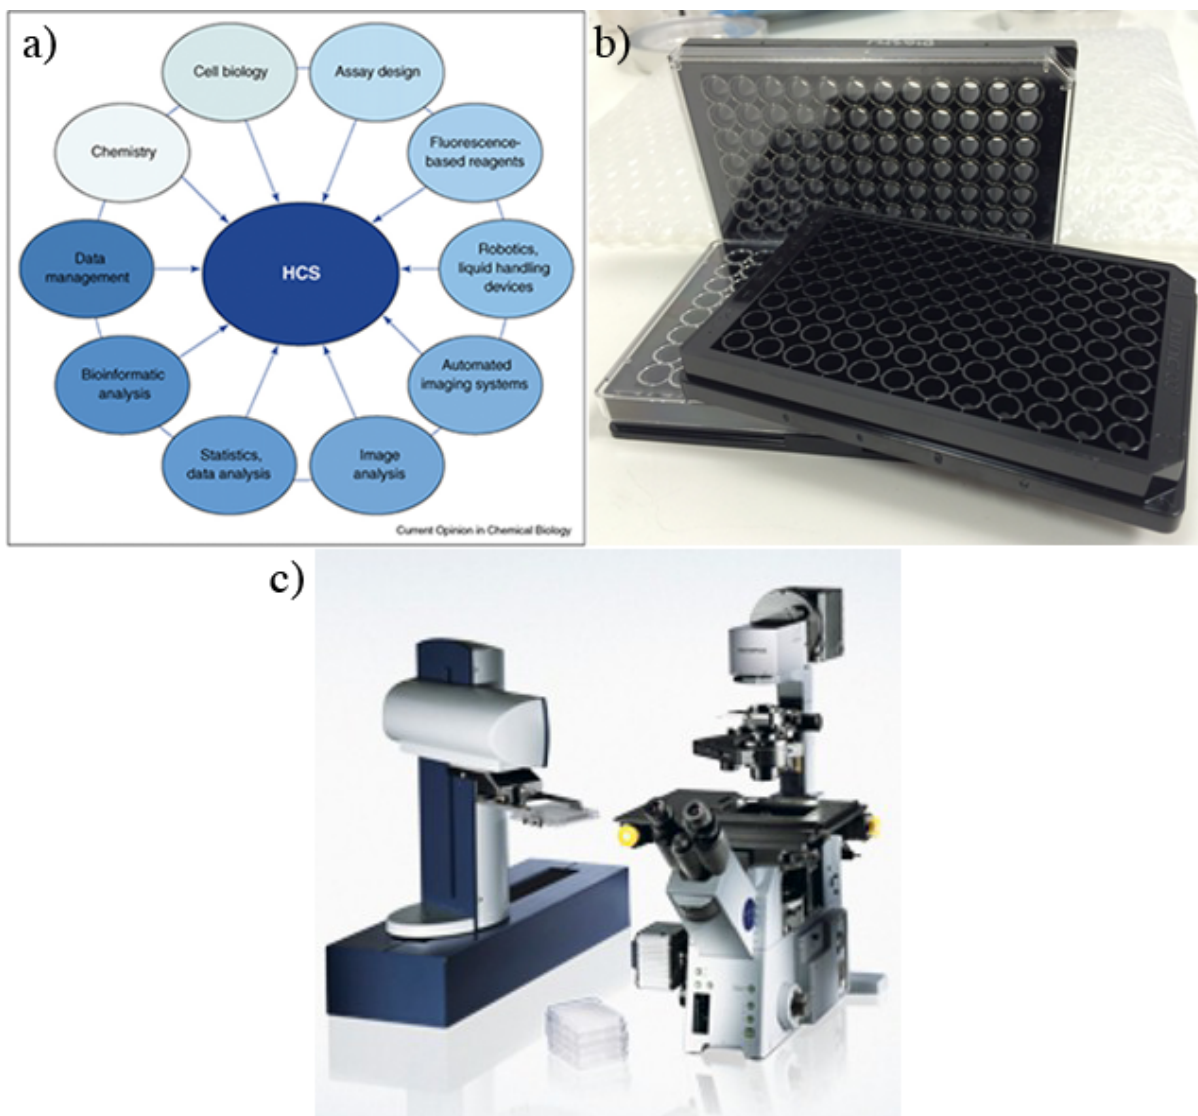 a)
Cell biology
Assay design
Chemistry
Fluorescence-
based reagents
Data
management
HCS
Robotics,
liquid handling
devices
Bioinformatic
analysis
Automated
imaging systems
Statistics,
data analysis
Image
analysis
Current Opinion in Chemical Biology
b)
c)
OLYMPUS